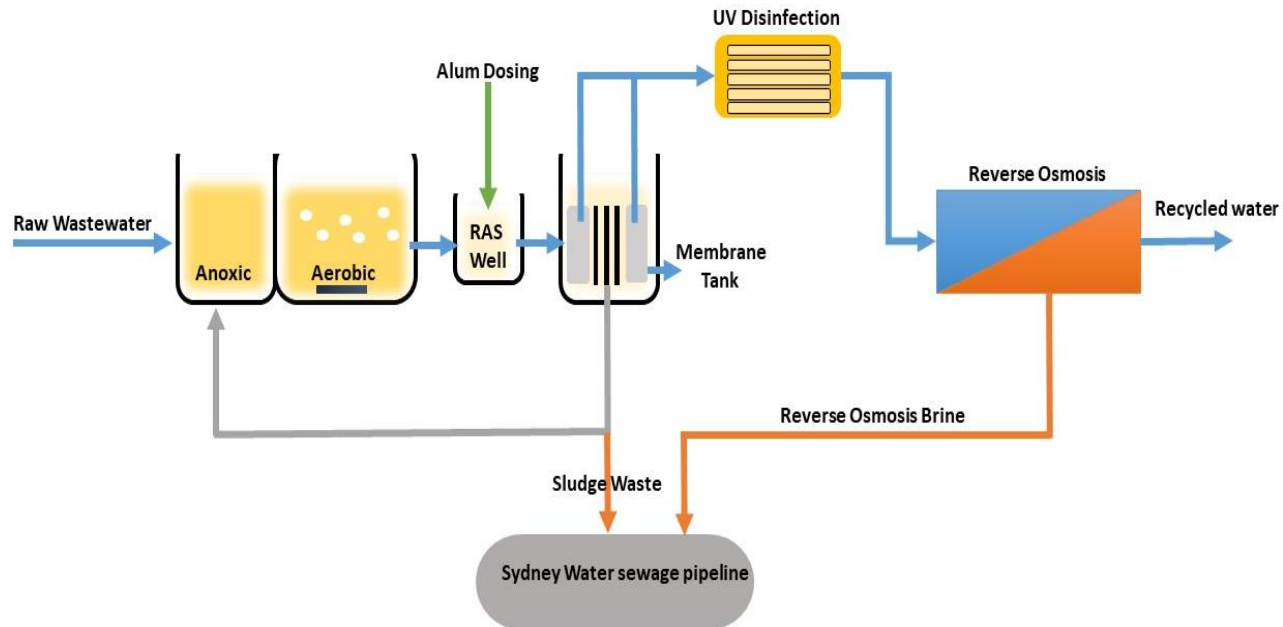 UV Disinfection
Alum Dosing
Reverse Osmosis
Raw Wastewater
Recycled water
RAS
Well
Anoxic
Aerobic
Membrane
Tank
Reverse Osmosis Brine
Sludge Waste
Sydney Water sewage pipeline